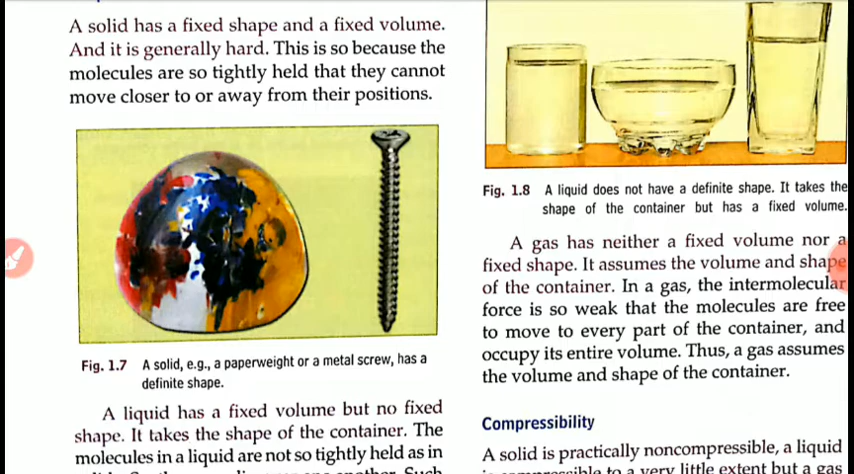 A solid has a fixed shape and a fixed volume.
And it is generally hard. This is so because the
molecules are so tightly held that they cannot
move closer to or away from their positions.
Fig. 1.7 A solid, e.g., a paperweight or a metal screw, has a
definite shape.
A liquid has a fixed volume but no fixed
shape. It takes the shape of the container. The
molecules in a liquid are not so tightly held as in
Such
Fig. 1.8 A liquid does not have a definite shape. It takes the
shape of the container but has a fixed volume.
A gas has neither a fixed volume nor a
fixed shape. It assumes the volume and shape
of the container. In a gas, the intermolecular
force is so weak that the molecules are free
to move to every part of the container, and
occupy its entire volume. Thus, a gas assumes
the volume and shape of the container.
Compressibility
A solid is practically noncompressible, a liquid
to a very little extent but a gas